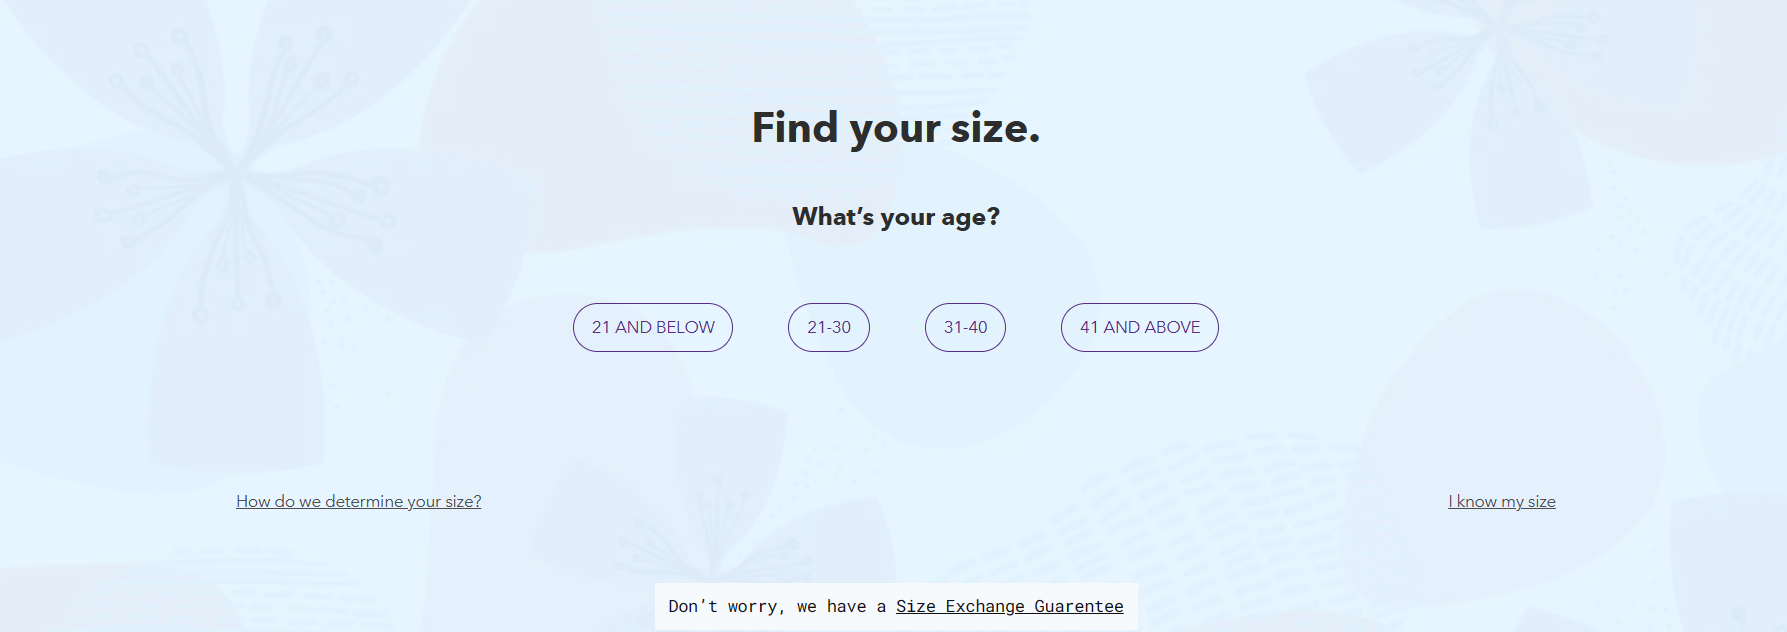 Find your size.
What’s your age?
21 AND BELOW
21-30
31-40
41 AND ABOVE
How do we determine your size?
I know my size
Don’t worry, we have a Size Exchange Guarentee